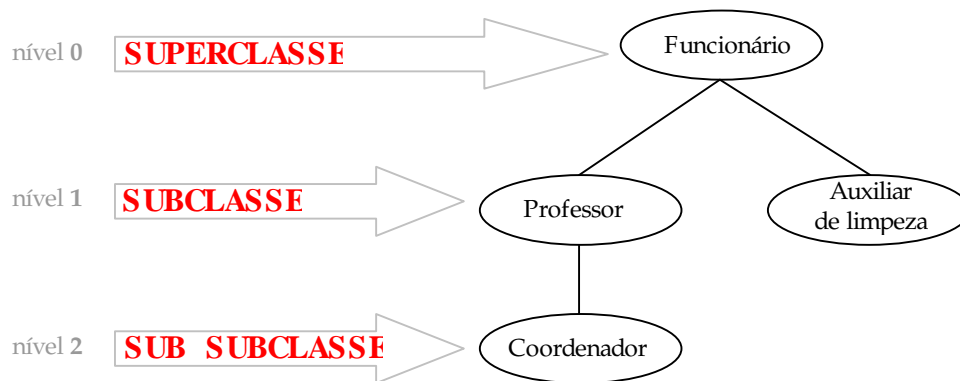 nível 0 SUPERCLASSE Funcionário
nível 1 SUBCLASSE Professor Auxiliar
de limpeza
nível 2 SUB SUBCLASSE Coordenador